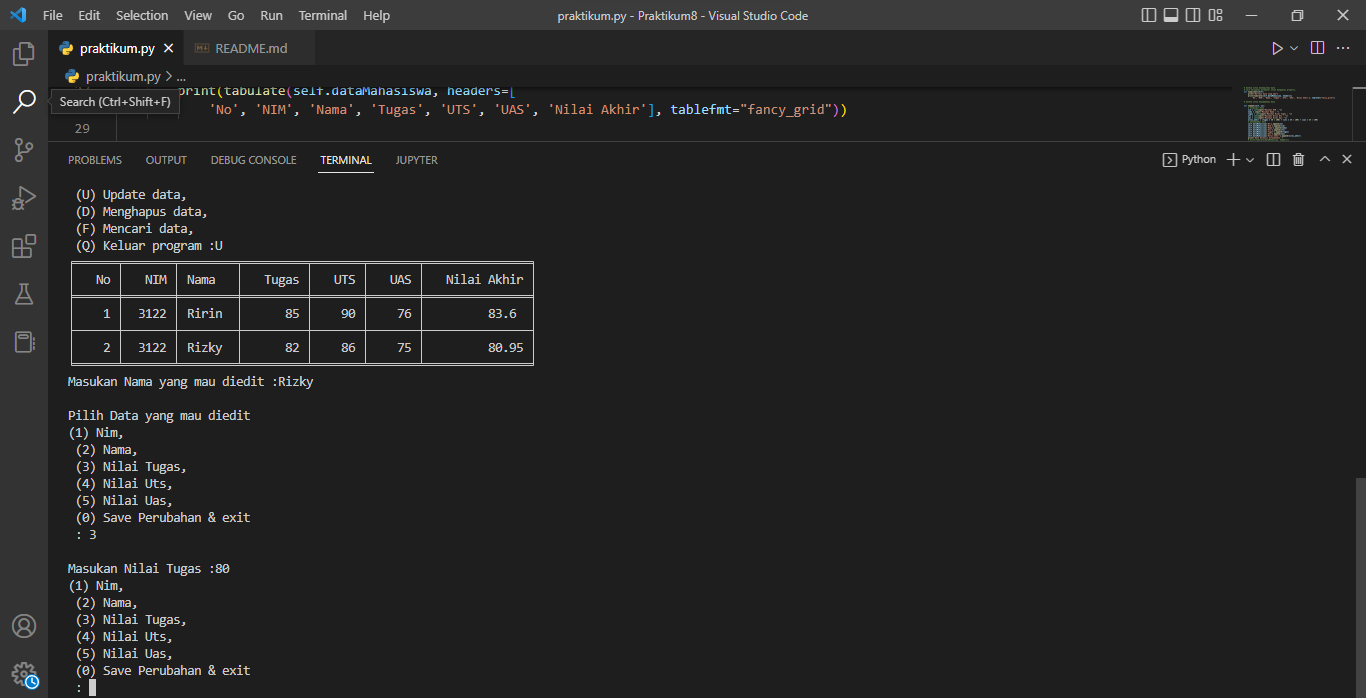 File Edit Selection View Go Run Terminal Help praktikum.py - Praktikum8 - Visual Studio Code
praktikum.py README.md
praktikum.py > ...
print(tabulate(self.dataMahasiswa, headers=[
Search (Ctrl+Shift+F)
'No', 'NIM', 'Nama', 'Tugas', 'UTS', 'UAS', 'Nilai Akhir'], tablefmt="fancy_grid"))
29
PROBLEMS OUTPUT DEBUG CONSOLE TERMINAL JUPYTER Python
(U) Update data,
(D) Menghapus data,
(F) Mencari data,
(Q) Keluar program :U
No NIM Nama Tugas UTS UAS Nilai Akhir
1 3122 Ririn 85 90 76 83.6
2 3122 Rizky 82 86 75 80.95
Masukan Nama yang mau diedit :Rizky
Pilih Data yang mau diedit
(1) Nim,
(2) Nama,
(3) Nilai Tugas,
(4) Nilai Uts,
(5) Nilai Uas,
(0) Save Perubahan & exit
: 3
Masukan Nilai Tugas :80
(1) Nim,
(2) Nama,
(3) Nilai Tugas,
(4) Nilai Uts,
(5) Nilai Uas,
(0) Save Perubahan & exit
: